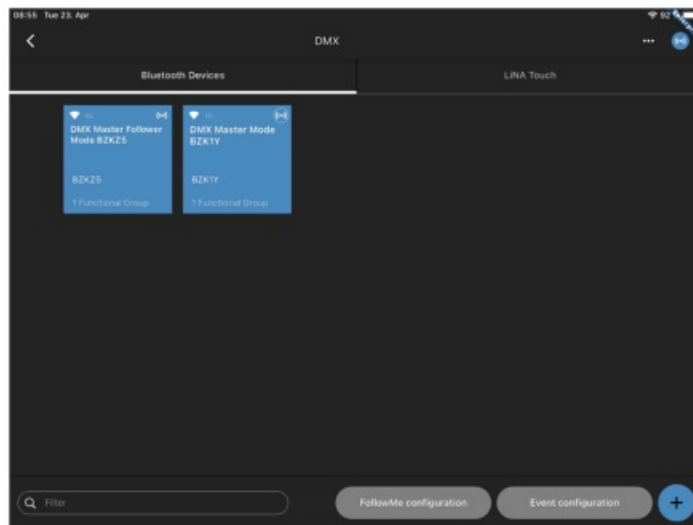 08:55 Tue 23. Apr
DMX
Bluetooth Devices
LiNA Touch
DMX Master Follower
Mode BZKZ5
BZKZ5
1 Functional Group
DMX Master Mode
BZK1Y
BZK1Y
1 Functional Group
Filter
FollowMe configuration
Event configuration